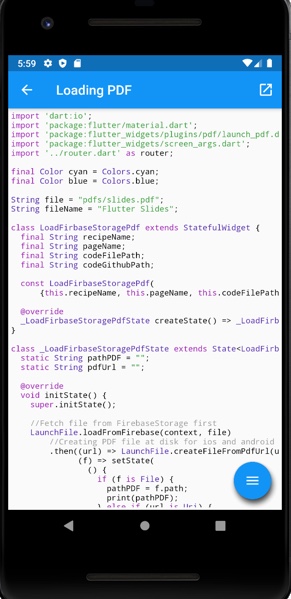 5:59
Loading PDF
import 'dart:io';
import 'package:flutter/material.dart';
import 'package:flutter_widgets/plugins/pdf/launch_pdf.d
import 'package:flutter_widgets/screen_args.dart';
import '../router.dart' as router;
final Color cyan = Colors.cyan;
final Color blue = Colors.blue;
String file = "pdfs/slides.pdf";
String fileName = "Flutter Slides";
class LoadFirbaseStoragePdf extends StatefulWidget {
final String recipeName;
final String pageName;
final String codeFilePath;
final String codeGithubPath;
const LoadFirbaseStoragePdf(
{this.recipeName, this.pageName, this.codeFilePath
@override
_LoadFirbaseStoragePdfState createState() => _LoadFirb
}
class _LoadFirbaseStoragePdfState extends State<LoadFirb
static String pathPDF = "";
static String pdfUrl = "";
@override
void initState() {
super.initState();
//Fetch file from FirebaseStorage first
LaunchFile.loadFromFirebase(context, file)
//Creating PDF file at disk for ios and android
.then((url) => LaunchFile.createFileFromPdfUrl(u
(f) => setState(
() {
if (f is File) {
pathPDF = f.path;
print(pathPDF);
} else if (url is Uri) {